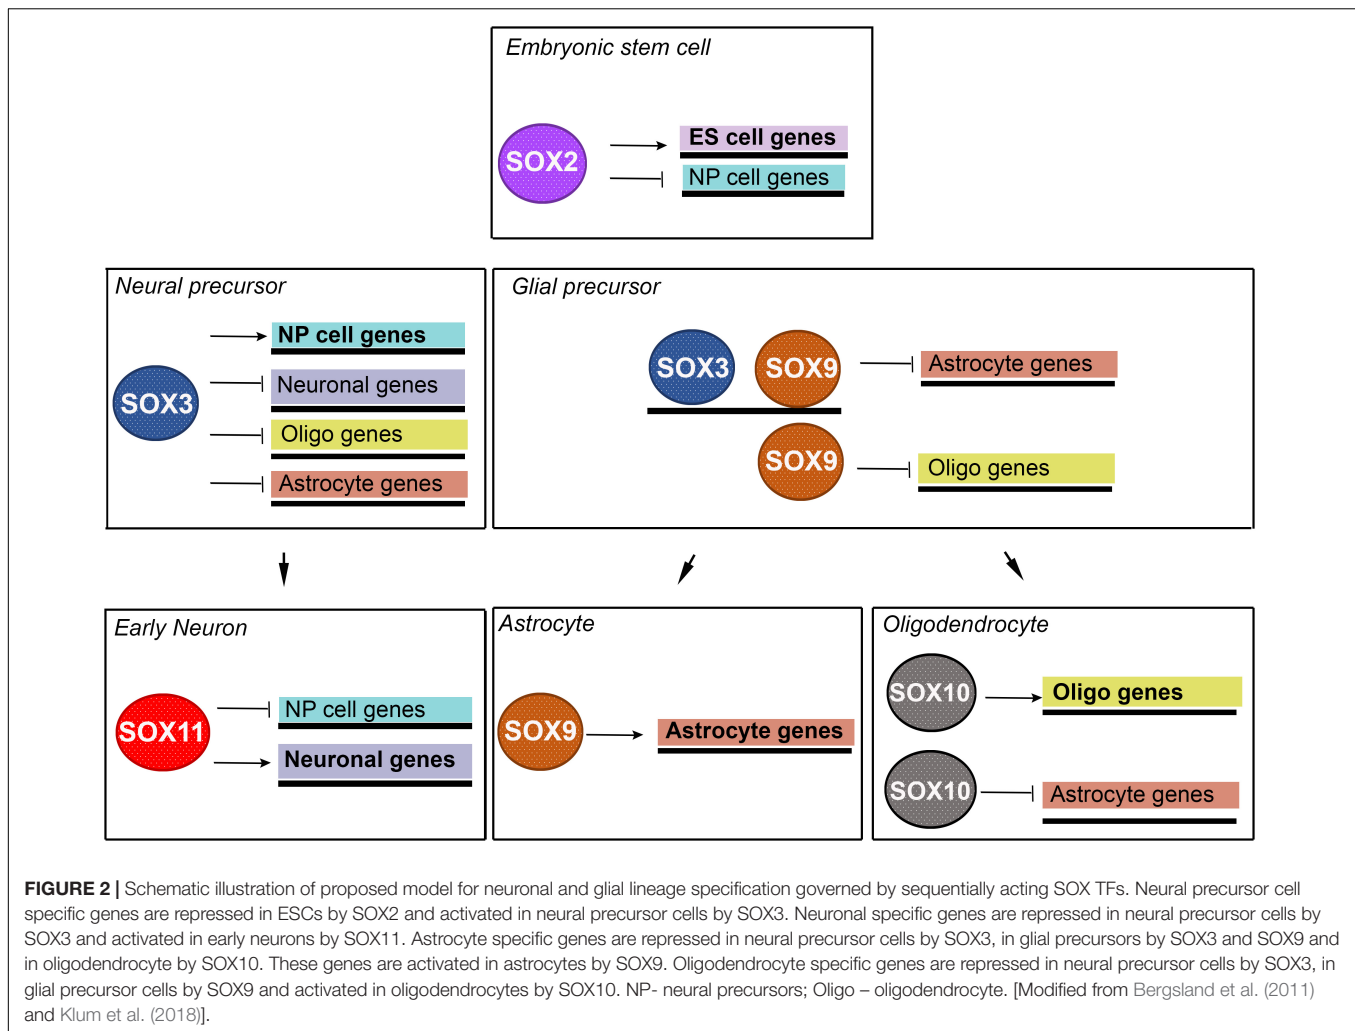 Embryonic stem cell
SOX2
ES cell genes
NP cell genes
Neural precursor
SOX3
NP cell genes
Neuronal genes
Oligo genes
Astrocyte genes
Glial precursor
SOX3
SOX9
Astrocyte genes
SOX9
Oligo genes
Early Neuron
SOX11
NP cell genes
Neuronal genes
Astrocyte
SOX9
Astrocyte genes
Oligodendrocyte
SOX10
Oligo genes
SOX10
Astrocyte genes
FIGURE 2 | Schematic illustration of proposed model for neuronal and glial lineage specification governed by sequentially acting SOX TFs. Neural precursor cell
specific genes are repressed in ESCs by SOX2 and activated in neural precursor cells by SOX3. Neuronal specific genes are repressed in neural precursor cells by
SOX3 and activated in early neurons by SOX11. Astrocyte specific genes are repressed in neural precursor cells by SOX3, in glial precursors by SOX3 and SOX9 and
in oligodendrocyte by SOX10. These genes are activated in astrocytes by SOX9. Oligodendrocyte specific genes are repressed in neural precursor cells by SOX3, in
glial precursor cells by SOX9 and activated in oligodendrocytes by SOX10. NP- neural precursors; Oligo – oligodendrocyte. [Modified from Bergsland et al. (2011)
and Klum et al. (2018)].